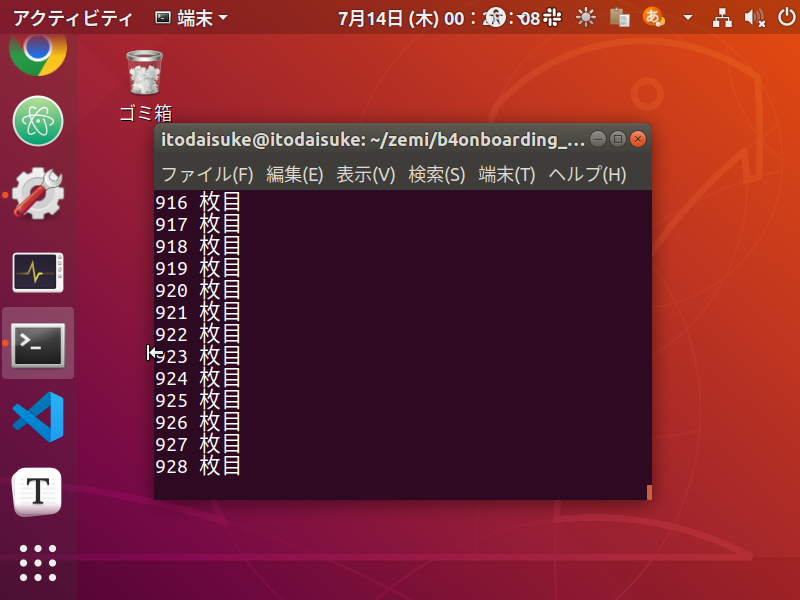 アクティビティ 端末 7月14日 (木) 00 : :08 あ
ゴミ箱
itodaisuke@itodaisuke: ~/zemi/b4onboarding_...
ファイル(F) 編集(E) 表示(V) 検索(S) 端末(T) ヘルプ(H)
916 枚目
917 枚目
918 枚目
919 枚目
920 枚目
921 枚目
922 枚目
923 枚目
924 枚目
925 枚目
926 枚目
927 枚目
928 枚目
T